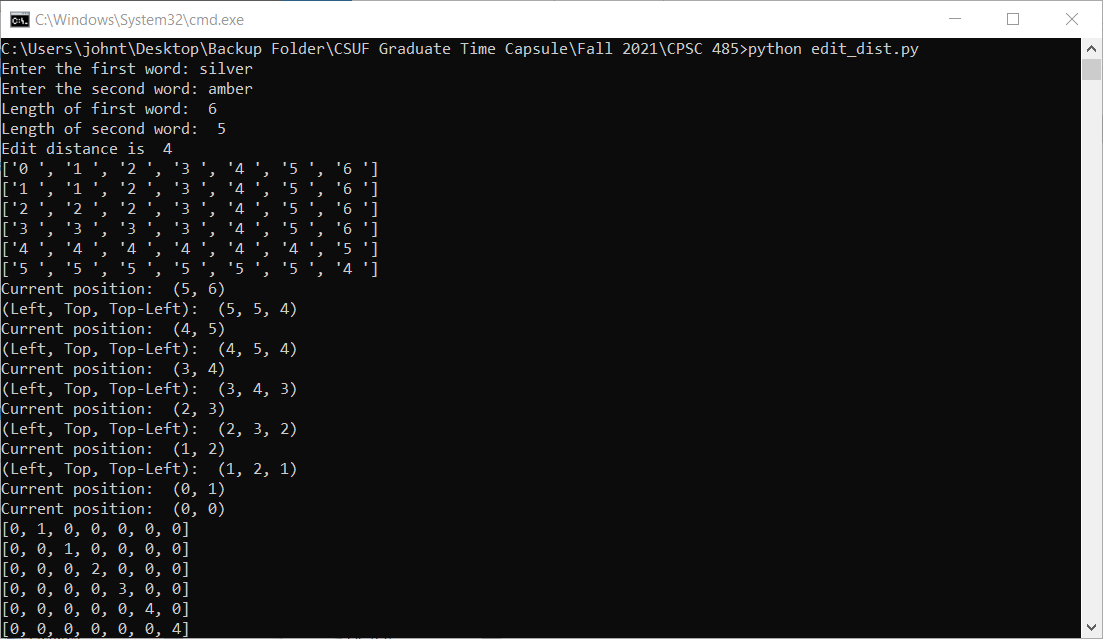 C:\Windows\System32\cmd.exe
C:\Users\johnt\Desktop\Backup Folder\CSUF Graduate Time Capsule\Fall 2021\CPSC 485>python edit_dist.py
Enter the first word: silver
Enter the second word: amber
Length of first word:  6
Length of second word:  5
Edit distance is  4
['0 ', '1 ', '2 ', '3 ', '4 ', '5 ', '6 ']
['1 ', '1 ', '2 ', '3 ', '4 ', '5 ', '6 ']
['2 ', '2 ', '2 ', '3 ', '4 ', '5 ', '6 ']
['3 ', '3 ', '3 ', '3 ', '4 ', '5 ', '6 ']
['4 ', '4 ', '4 ', '4 ', '4 ', '4 ', '5 ']
['5 ', '5 ', '5 ', '5 ', '5 ', '5 ', '4 ']
Current position:  (5, 6)
(Left, Top, Top-Left):  (5, 5, 4)
Current position:  (4, 5)
(Left, Top, Top-Left):  (4, 5, 4)
Current position:  (3, 4)
(Left, Top, Top-Left):  (3, 4, 3)
Current position:  (2, 3)
(Left, Top, Top-Left):  (2, 3, 2)
Current position:  (1, 2)
(Left, Top, Top-Left):  (1, 2, 1)
Current position:  (0, 1)
Current position:  (0, 0)
[0, 1, 0, 0, 0, 0, 0]
[0, 0, 1, 0, 0, 0, 0]
[0, 0, 0, 2, 0, 0, 0]
[0, 0, 0, 0, 3, 0, 0]
[0, 0, 0, 0, 0, 4, 0]
[0, 0, 0, 0, 0, 0, 4]